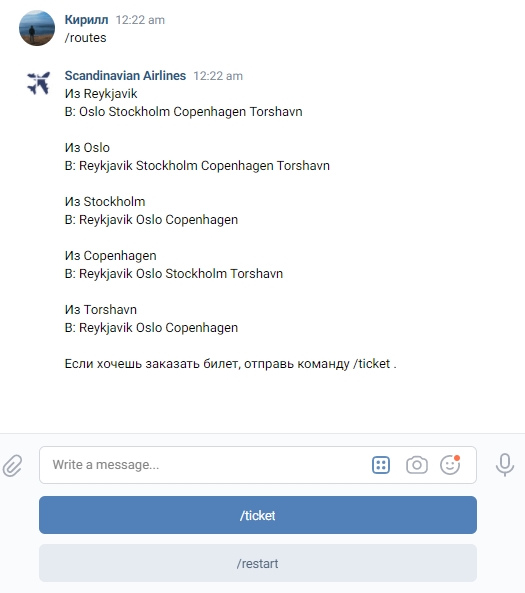 Кирилл 12:22 am
/routes
Scandinavian Airlines 12:22 am
Из Reykjavik
В: Oslo Stockholm Copenhagen Torshavn
Из Oslo
В: Reykjavik Stockholm Copenhagen Torshavn
Из Stockholm
В: Reykjavik Oslo Copenhagen
Из Copenhagen
В: Reykjavik Oslo Stockholm Torshavn
Из Torshavn
В: Reykjavik Oslo Copenhagen
Если хочешь заказать билет, отправь команду /ticket .
Write a message...
/ticket
/restart